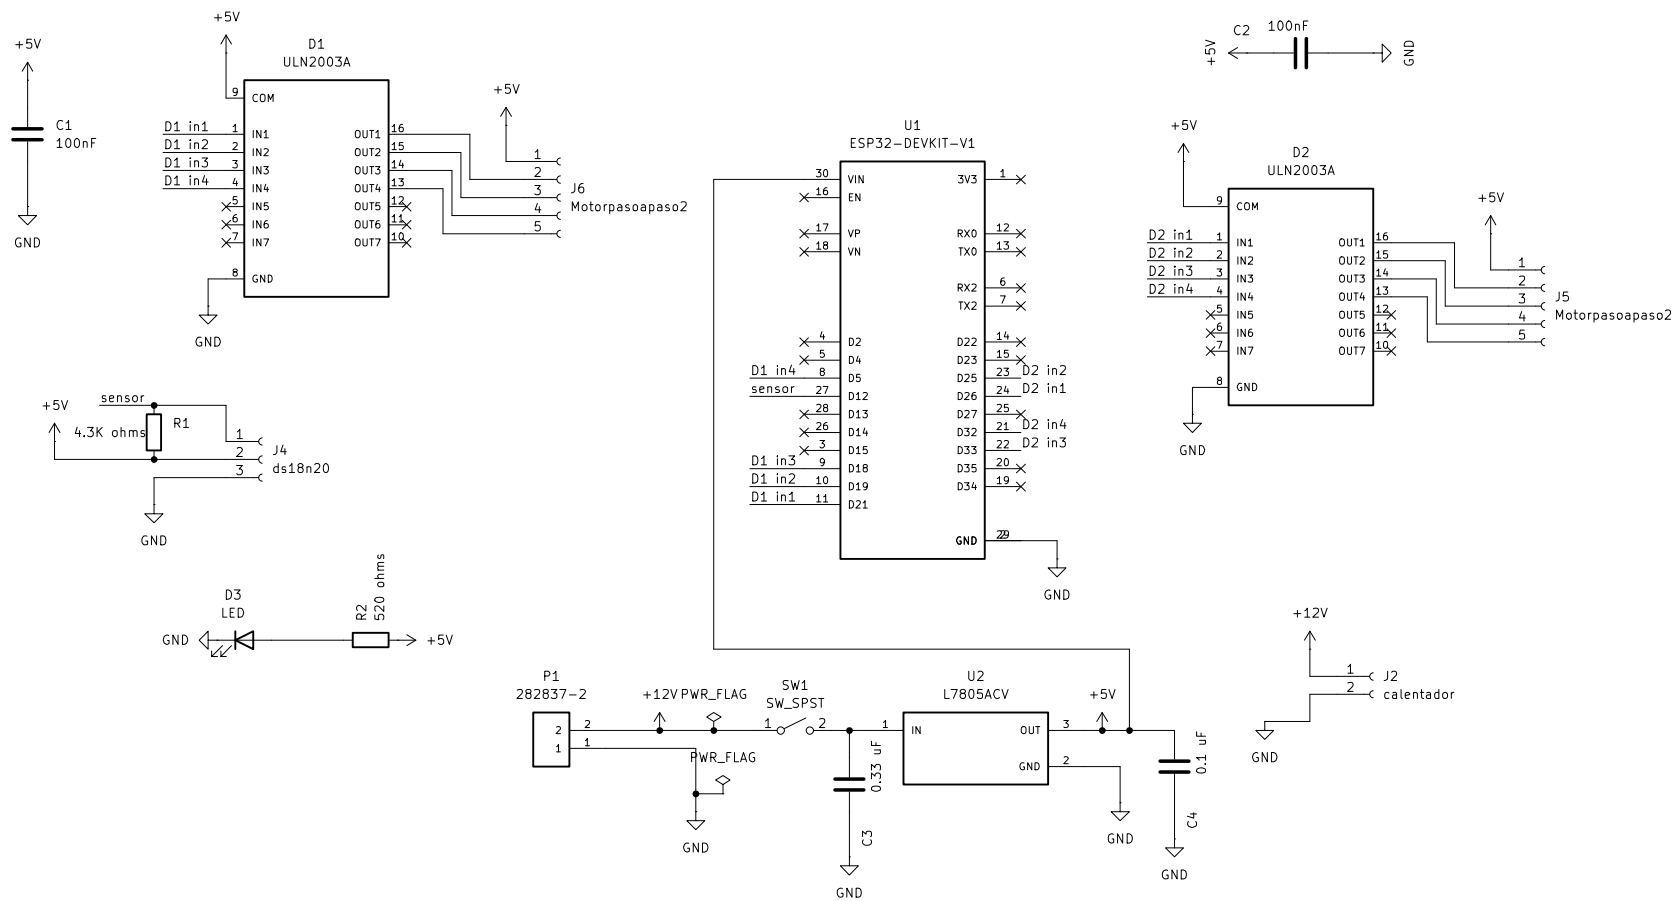 +5V
C1
100nF
GND
+5V
D1
ULN2003A
9 COM
D1 in1 1 IN1 OUT1 16
D1 in2 2 IN2 OUT2 15
D1 in3 3 IN3 OUT3 14
D1 in4 4 IN4 OUT4 13
5 IN5 OUT5 12
6 IN6 OUT6 11
7 IN7 OUT7 10
8 GND
GND
+5V
1
2
3
4
5
J6
Motorpasoapaso2
U1
ESP32-DEVKIT-V1
30 VIN 3V3 1
16 EN
17 VP RX0 12
18 VN TX0 13
RX2 6
TX2 7
4 D2 D22 14
5 D4 D23 15
D1 in4 8 D5 D25 23 D2 in2
sensor 27 D12 D26 24 D2 in1
28 D13 D27 25
26 D14 D32 21 D2 in4
3 D15 D33 22 D2 in3
D1 in3 9 D18 D35 20
D1 in2 10 D19 D34 19
D1 in1 11 D21
GND
GND
C2
100nF
+5V
GND
+5V
D2
ULN2003A
9 COM
D2 in1 1 IN1 OUT1 16
D2 in2 2 IN2 OUT2 15
D2 in3 3 IN3 OUT3 14
D2 in4 4 IN4 OUT4 13
5 IN5 OUT5 12
6 IN6 OUT6 11
7 IN7 OUT7 10
8 GND
GND
+5V
1
2
3
4
5
J5
Motorpasoapaso2
sensor
+5V
4.3K ohms
R1
1
2
3
J4
ds18n20
GND
D3
LED
GND
R2
520 ohms
+5V
P1
282837-2
2 2
1 1
+12V
PWR_FLAG
PWR_FLAG
GND
SW1
SW_SPST
1 2
0.33 uF
C3
GND
U2
L7805ACV
1 IN OUT 3
GND 2
+5V
GND
0.1 uF
C4
GND
+12V
1
2
J2
calentador
GND